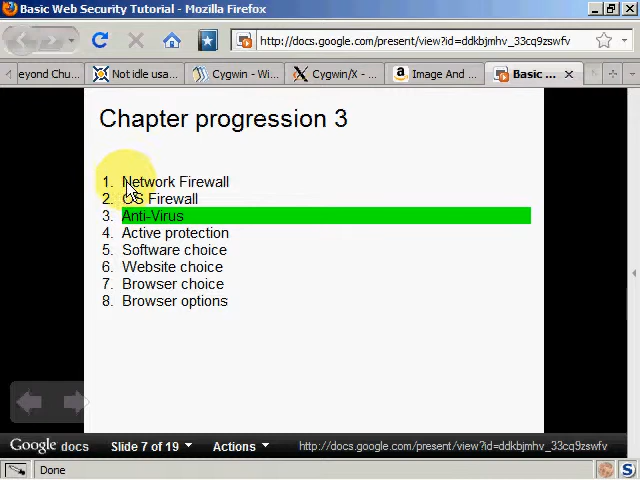 Basic Web Security Tutorial - Mozilla Firefox
http://docs.google.com/present/view?id=ddkbjmhv_33cq9zswfv
eyond Chu...
Not idle usa...
Cygwin - Wi...
Cygwin/X - ...
Image And ...
Basic ...
Chapter progression 3
1. Network Firewall
2. OS Firewall
3. Anti-Virus
4. Active protection
5. Software choice
6. Website choice
7. Browser choice
8. Browser options
Google docs
Slide 7 of 19
Actions
http://docs.google.com/present/view?id=ddkbjmhv_33cq9zswfv
Done